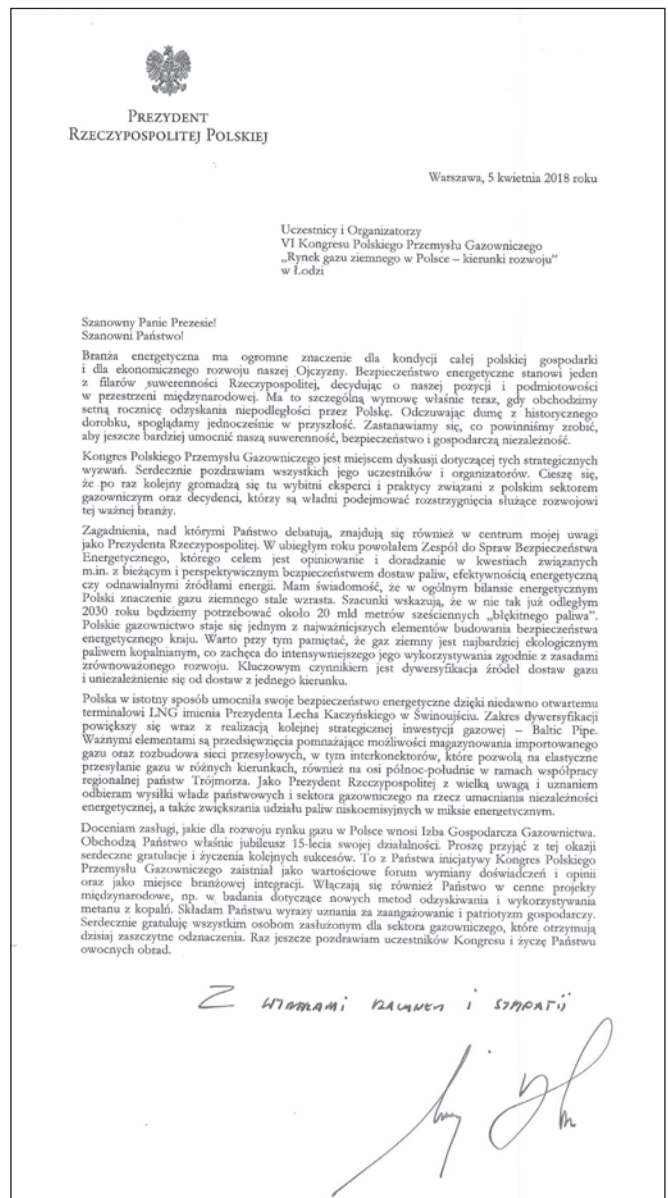 PREZYDENT
RZECZYPOSPOLITEJ POLSKIEJ
Warszawa, 5 kwietnia 2018 roku
Uczestnicy i Organizatorzy
VI Kongresu Polskiego Przemysłu Gazowniczego
„Rynek gazu ziemnego w Polsce – kierunki rozwoju”
w Łodzi
Szanowny Panie Prezesie!
Szanowni Państwo!
Branża energetyczna ma ogromne znaczenie dla kondycji całej polskiej gospodarki
i dla ekonomicznego rozwoju naszej Ojczyzny. Bezpieczeństwo energetyczne stanowi jeden
z filarów suwerenności Rzeczypospolitej, decydując o naszej pozycji i podmiotowości
w przestrzeni międzynarodowej. Ma to szczególną wymowę właśnie teraz, gdy obchodzimy
setną rocznicę odzyskania niepodległości przez Polskę. Odczuwając dumę z historycznego
dorobku, spoglądamy jednocześnie w przyszłość. Zastanawiamy się, co powinniśmy zrobić,
aby jeszcze bardziej umocnić naszą suwerenność, bezpieczeństwo i gospodarczą niezależność.
Kongres Polskiego Przemysłu Gazowniczego jest miejscem dyskusji dotyczącej tych strategicznych
wyzwań. Serdecznie pozdrawiam wszystkich jego uczestników i organizatorów. Cieszę się,
że po raz kolejny gromadzą się tu wybitni eksperci i praktycy związani z polskim sektorem
gazowniczym oraz decydenci, którzy są władni podejmować rozstrzygnięcia służące rozwojowi
tej ważnej branży.
Zagadnienia, nad którymi Państwo debatują, znajdują się również w centrum mojej uwagi
jako Prezydenta Rzeczypospolitej. W ubiegłym roku powołałem Zespół do Spraw Bezpieczeństwa
Energetycznego, którego celem jest opiniowanie i doradzanie w kwestiach związanych
m.in. z bieżącym i perspektywicznym bezpieczeństwem dostaw paliw, efektywnością energetyczną
czy odnawialnymi źródłami energii. Mam świadomość, że w ogólnym bilansie energetycznym
Polski znaczenie gazu ziemnego stale wzrasta. Szacunki wskazują, że w nie tak już odległym
2030 roku będziemy potrzebować około 20 mld metrów sześciennych „błękitnego paliwa”.
Polskie gazownictwo staje się jednym z najważniejszych elementów budowania bezpieczeństwa
energetycznego kraju. Warto przy tym pamiętać, że gaz ziemny jest najbardziej ekologicznym
paliwem kopalnianym, co zachęca do intensywniejszego jego wykorzystywania zgodnie z zasadami
zrównoważonego rozwoju. Kluczowym czynnikiem jest dywersyfikacja źródeł dostaw gazu
i uniezależnienie się od dostaw z jednego kierunku.
Polska w istotny sposób umocniła swoje bezpieczeństwo energetyczne dzięki niedawno otwartemu
terminalowi LNG imienia Prezydenta Lecha Kaczyńskiego w Świnoujściu. Zakres dywersyfikacji
powiększy się wraz z realizacją kolejnej strategicznej inwestycji gazowej – Baltic Pipe.
Ważnymi elementami są przedsięwzięcia pomnażające możliwości magazynowania importowanego
gazu oraz rozbudowa sieci przesyłowych, w tym interkonektorów, które pozwolą na elastyczne
przesyłanie gazu w różnych kierunkach, również na osi północ-południe w ramach współpracy
regionalnej państw Trójmorza. Jako Prezydent Rzeczypospolitej z wielką uwagą i uznaniem
odbieram wysiłki władz państwowych i sektora gazowniczego na rzecz umacniania niezależności
energetycznej, a także zwiększania udziału paliw niskoemisyjnych w miksie energetycznym.
Doceniam zasługi, jakie dla rozwoju rynku gazu w Polsce wnosi Izba Gospodarcza Gazownictwa.
Obchodzą Państwo właśnie jubileusz 15-lecia swojej działalności. Proszę przyjąć z tej okazji
serdeczne gratulacje i życzenia kolejnych sukcesów. To z Państwa inicjatywy Kongres Polskiego
Przemysłu Gazowniczego zaistniał jako wartościowe forum wymiany doświadczeń i opinii
oraz jako miejsce branżowej integracji. Włączają się również Państwo w cenne projekty
międzynarodowe, np. w badania dotyczące nowych metod odzyskiwania i wykorzystywania
metanu z kopalń. Składam Państwu wyrazy uznania za zaangażowanie i patriotyzm gospodarczy.
Serdecznie gratuluję wszystkim osobom zasłużonym dla sektora gazowniczego, które otrzymują
dzisiaj zaszczytne odznaczenia. Raz jeszcze pozdrawiam uczestników Kongresu i życzę Państwu
owocnych obrad.
Z i sympatii